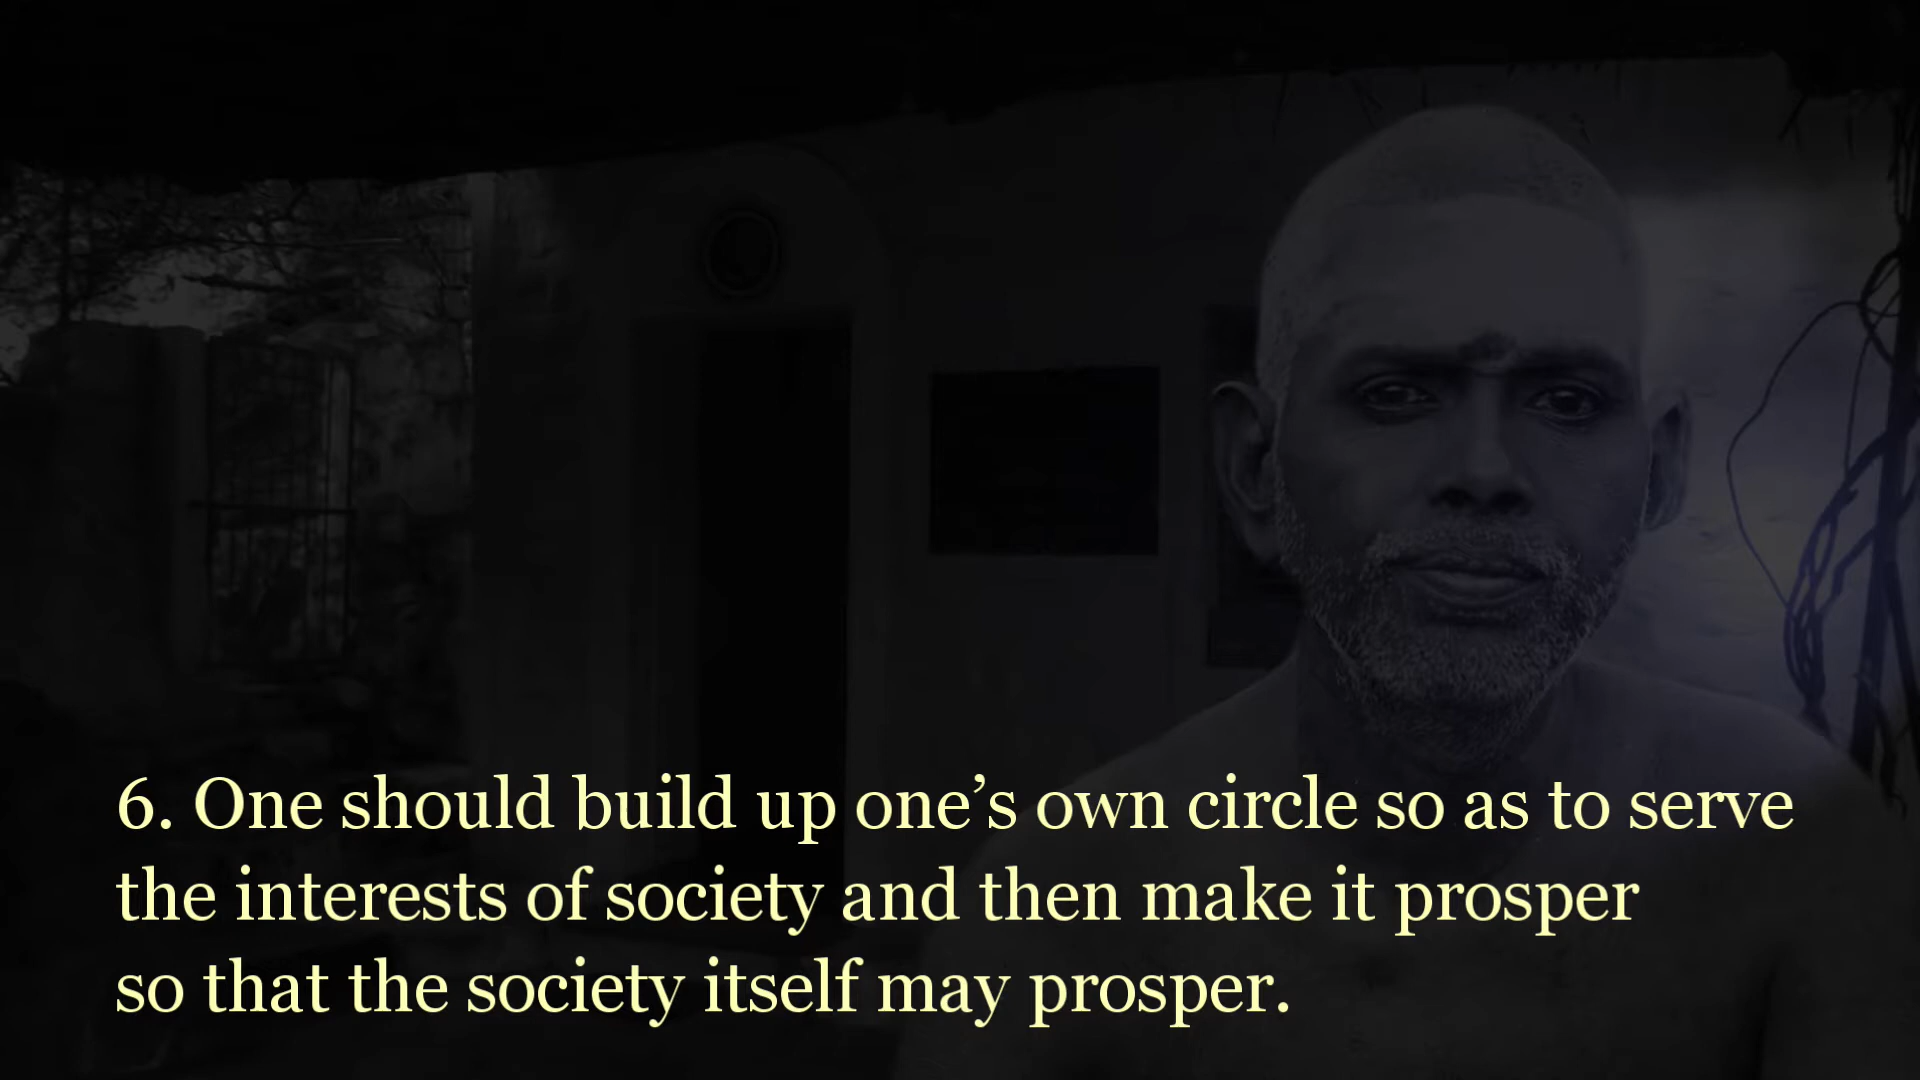 6. One should build up one’s own circle so as to serve
the interests of society and then make it prosper
so that the society itself may prosper.